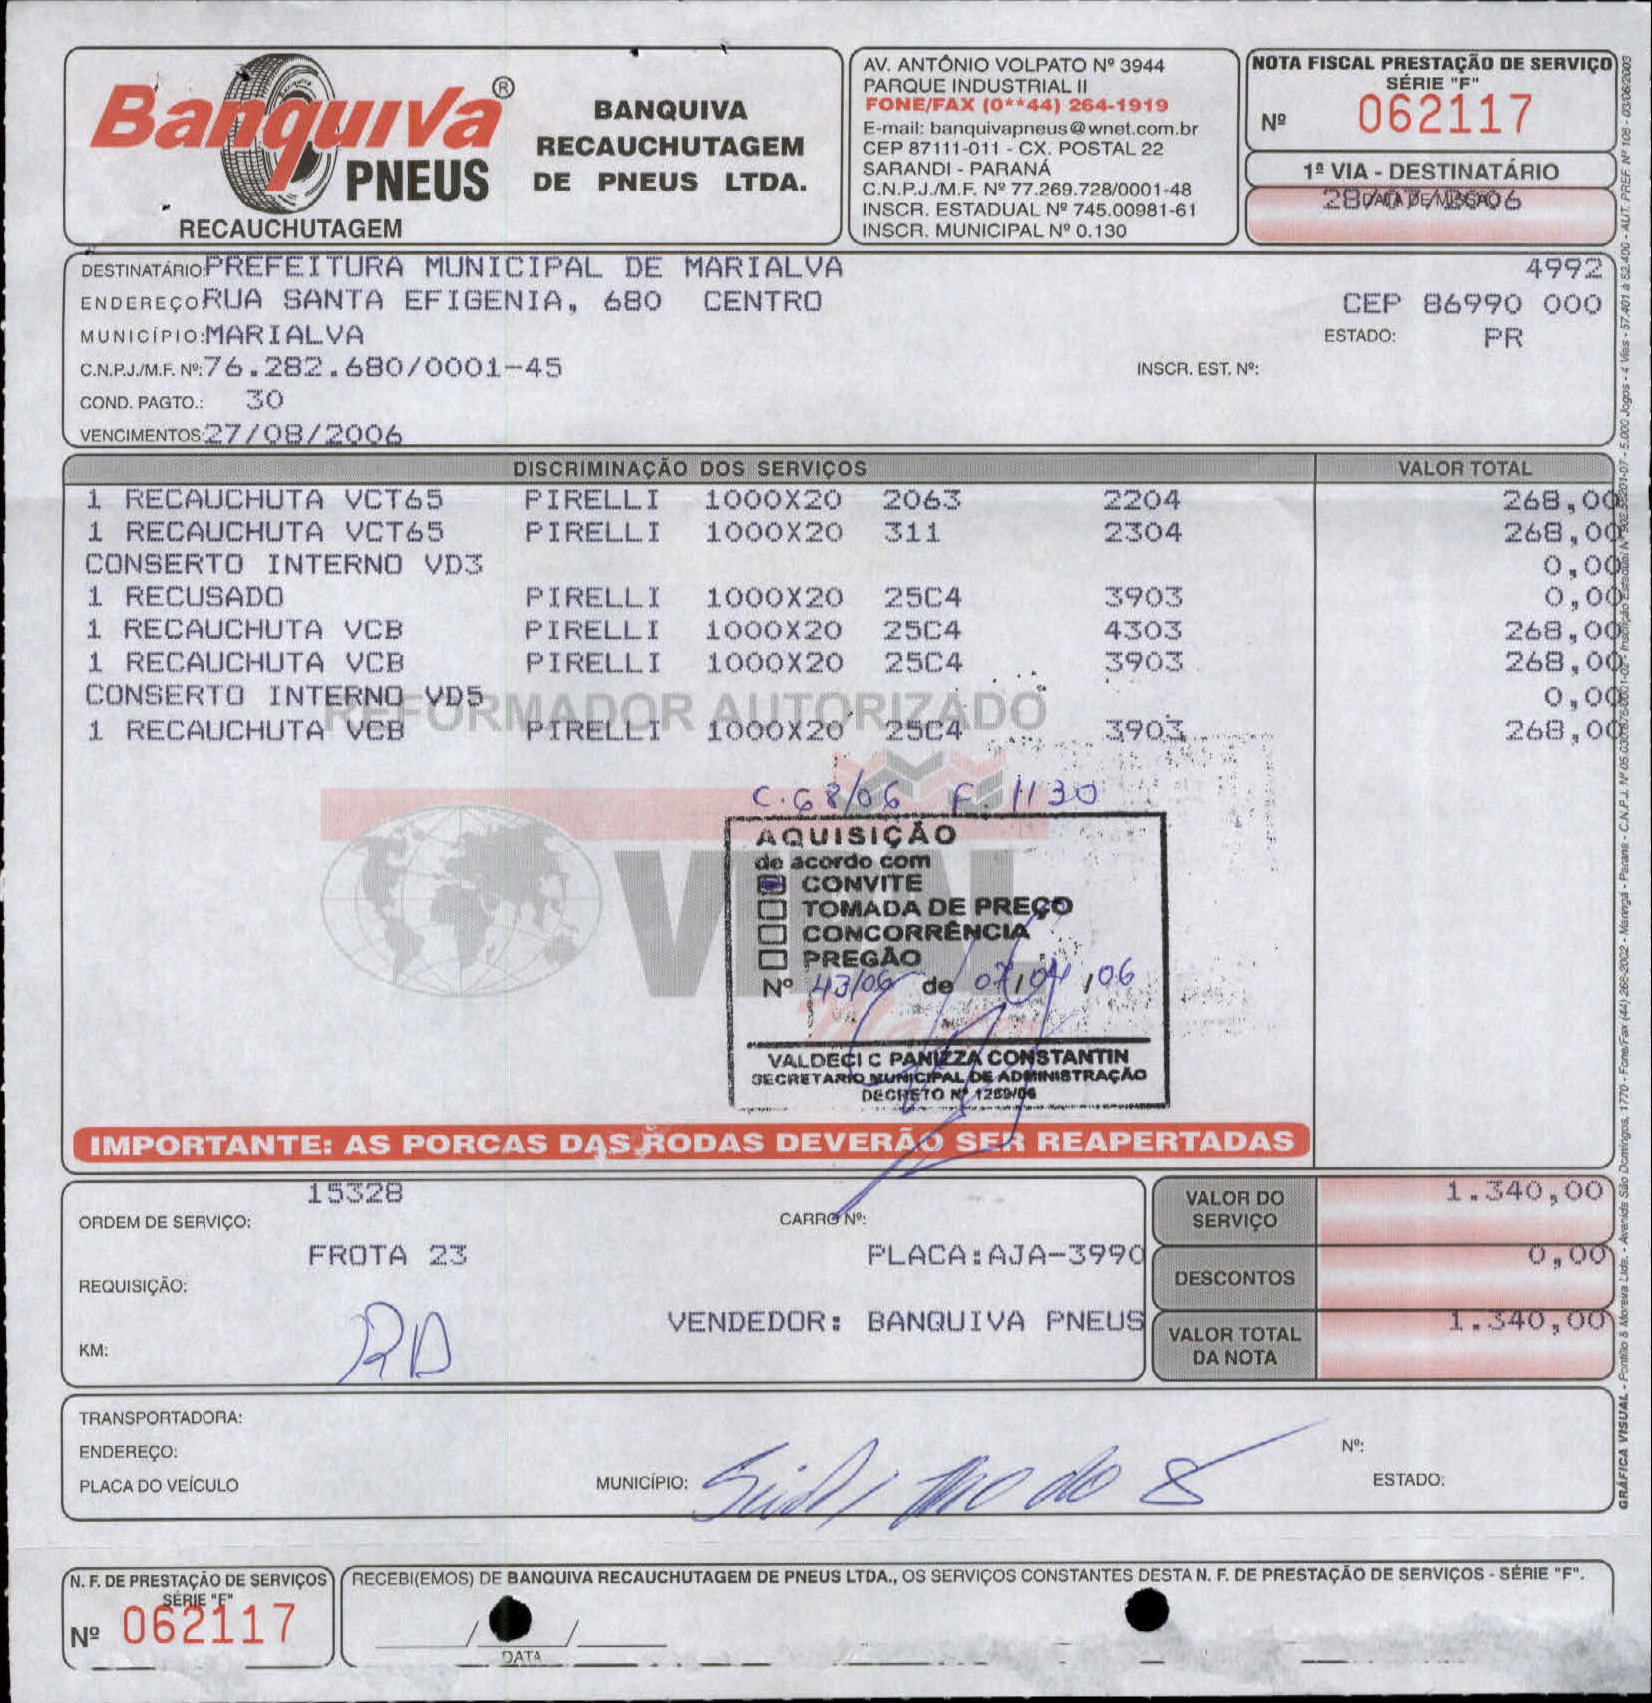 Banquiva ®
PNEUS
RECAUCHUTAGEM
BANQUIVA
RECAUCHUTAGEM
DE PNEUS LTDA.
AV. ANTÔNIO VOLPATO Nº 3944
PARQUE INDUSTRIAL II
FONE/FAX (0**44) 264-1919
E-mail: banquivapneus@wnet.com.br
CEP 87111-011 - CX. POSTAL 22
SARANDI - PARANÁ
C.N.P.J./M.F. Nº 77.269.728/0001-48
INSCR. ESTADUAL Nº 745.00981-61
INSCR. MUNICIPAL Nº 0.130
NOTA FISCAL PRESTAÇÃO DE SERVIÇO
SÉRIE "F"
Nº 062117
1ª VIA - DESTINATÁRIO
DATA DE EMISSÃO
28/07/2006
DESTINATÁRIO: PREFEITURA MUNICIPAL DE MARIALVA 4992
ENDEREÇO RUA SANTA EFIGENIA, 680 CENTRO CEP 86990 000
MUNICÍPIO: MARIALVA ESTADO: PR
C.N.P.J./M.F. Nº: 76.282.680/0001-45 INSCR. EST. Nº:
COND. PAGTO.: 30
VENCIMENTOS: 27/08/2006
DISCRIMINAÇÃO DOS SERVIÇOS VALOR TOTAL
1 RECAUCHUTA VCT65 PIRELLI 1000X20 2063 2204 268,00
1 RECAUCHUTA VCT65 PIRELLI 1000X20 311 2304 268,00
CONSERTO INTERNO VD3 0,00
1 RECUSADO PIRELLI 1000X20 25C4 3903 0,00
1 RECAUCHUTA VCB PIRELLI 1000X20 25C4 4303 268,00
1 RECAUCHUTA VCB PIRELLI 1000X20 25C4 3903 268,00
CONSERTO INTERNO VD5 0,00
REFORMADOR AUTORIZADO
1 RECAUCHUTA VCB PIRELLI 1000X20 25C4 3903 268,00
C.68/06 F. 1130
AQUISIÇÃO
de acordo com
CONVITE
TOMADA DE PREÇO
CONCORRÊNCIA
PREGÃO
Nº 43/06 de 07/04/06
VALDECI C PANIZZA CONSTANTIN
SECRETARIO MUNICIPAL DE ADMINISTRAÇÃO
DECRETO Nº 1269/06
IMPORTANTE: AS PORCAS DAS RODAS DEVERÃO SER REAPERTADAS
15328
ORDEM DE SERVIÇO: CARRO Nº:
FROTA 23 PLACA:AJA-3990
REQUISIÇÃO:
VENDEDOR: BANQUIVA PNEUS
KM:
VALOR DO SERVIÇO 1.340,00
DESCONTOS 0,00
VALOR TOTAL DA NOTA 1.340,00
TRANSPORTADORA:
ENDEREÇO: Nº:
PLACA DO VEÍCULO MUNICÍPIO: ESTADO:
N. F. DE PRESTAÇÃO DE SERVIÇOS
SÉRIE "F"
Nº 062117
RECEBI(EMOS) DE BANQUIVA RECAUCHUTAGEM DE PNEUS LTDA., OS SERVIÇOS CONSTANTES DESTA N. F. DE PRESTAÇÃO DE SERVIÇOS - SÉRIE "F".
DATA